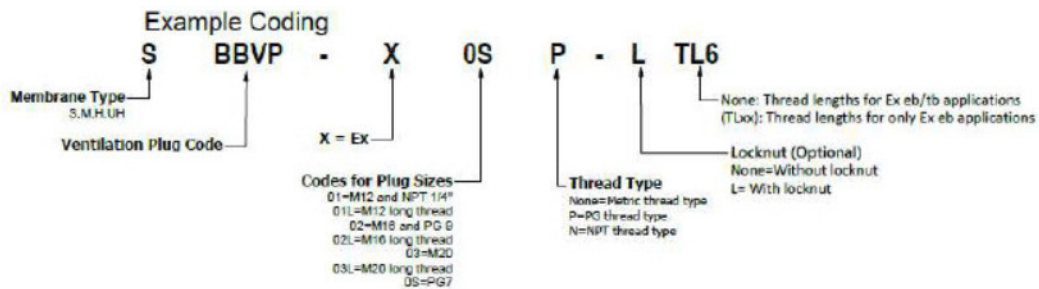 Example Coding
S BBVP - X 0S P - L TL6
Membrane Type
S.M.H.UH
Ventilation Plug Code
X = Ex
Codes for Plug Sizes
01=M12 and NPT 1/4"
01L=M12 long thread
02=M16 and PG 9
02L=M16 long thread
03=M20
03L=M20 long thread
0S=PG7
Thread Type
None=Metric thread type
P=PG thread type
N=NPT thread type
Locknut (Optional)
None=Without locknut
L= With locknut
None: Thread lengths for Ex eb/tb applications
(TLxx): Thread lengths for only Ex eb applications